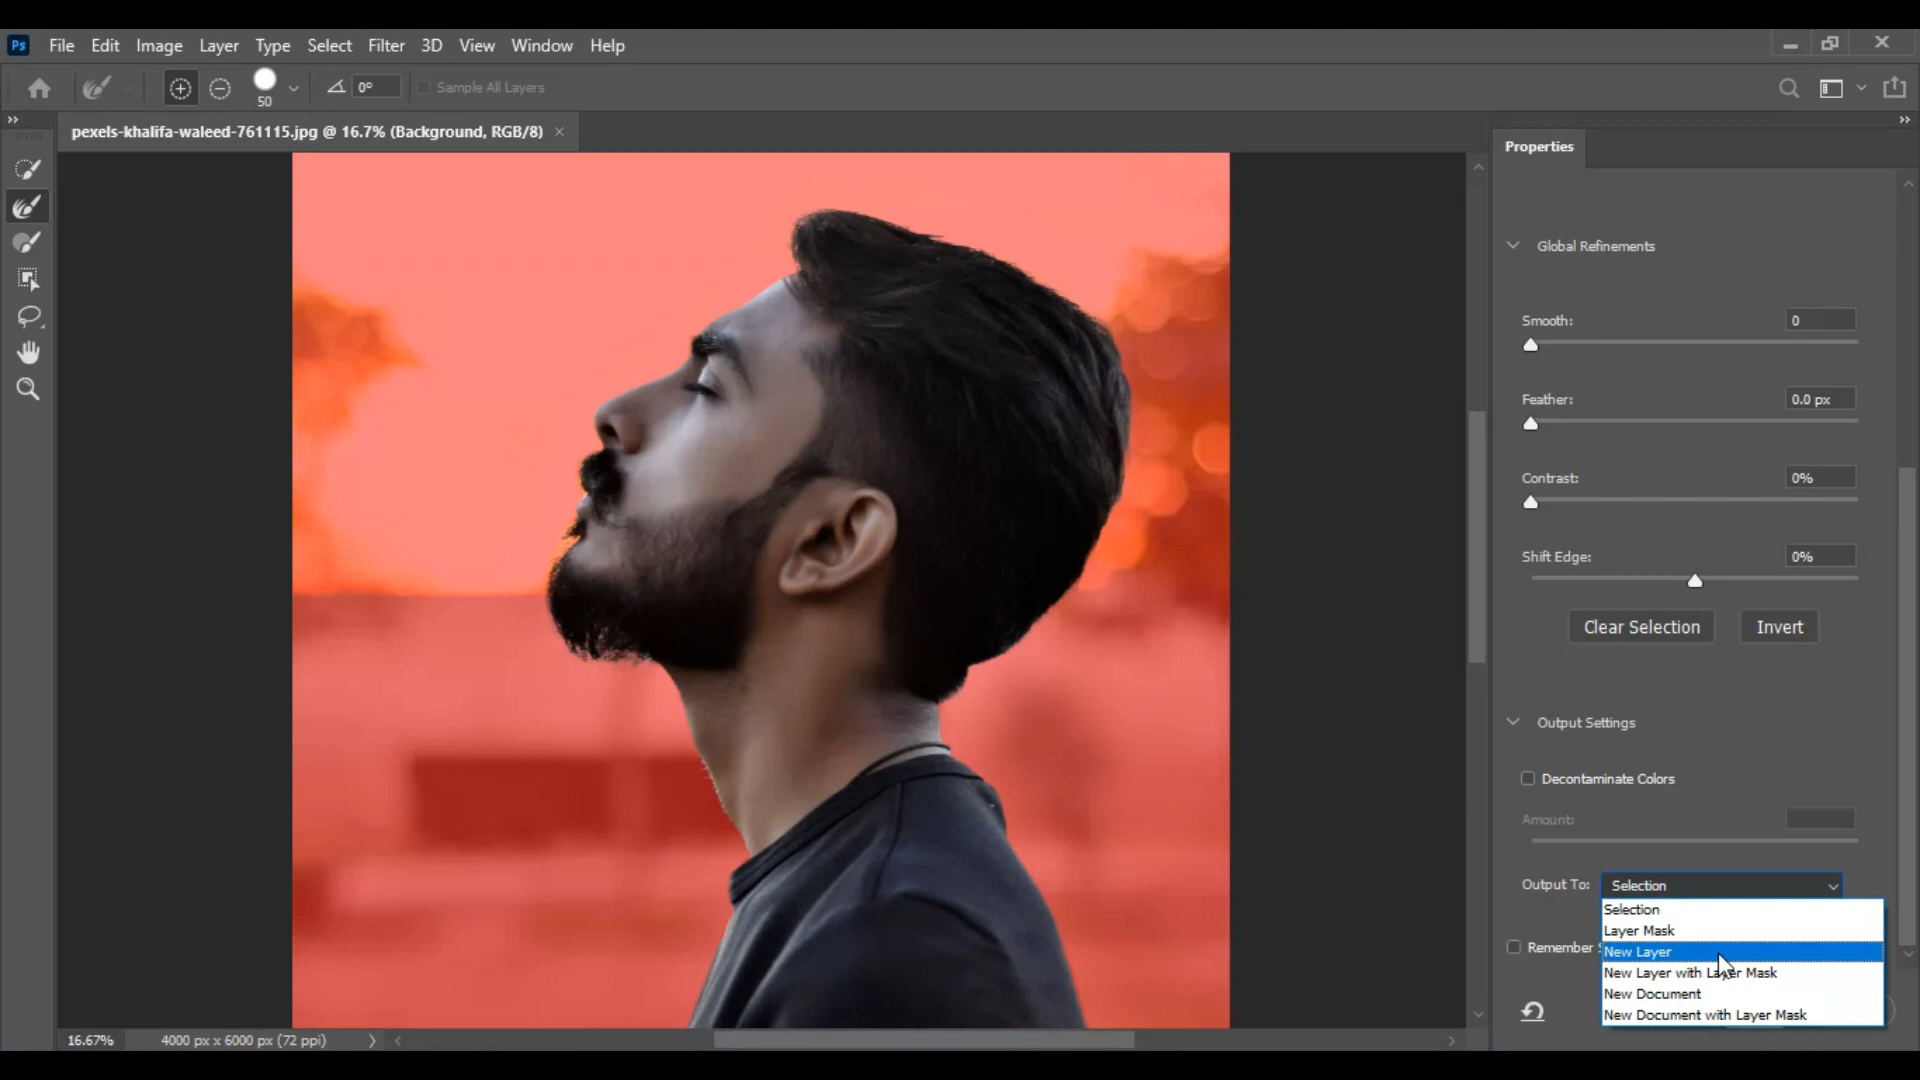 Ps File Edit Image Layer Type Select Filter 3D View Window Help
50 0° Sample All Layers
pexels-khalifa-waleed-761115.jpg @ 16.7% (Background, RGB/8) ×
Properties
Global Refinements
Smooth: 0
Feather: 0.0 px
Contrast: 0%
Shift Edge: 0%
Clear Selection Invert
Output Settings
Decontaminate Colors
Amount:
Output To: Selection
Selection
Layer Mask
Remember New Layer
New Layer with Layer Mask
New Document
New Document with Layer Mask
16.67% 4000 px x 6000 px (72 ppi)